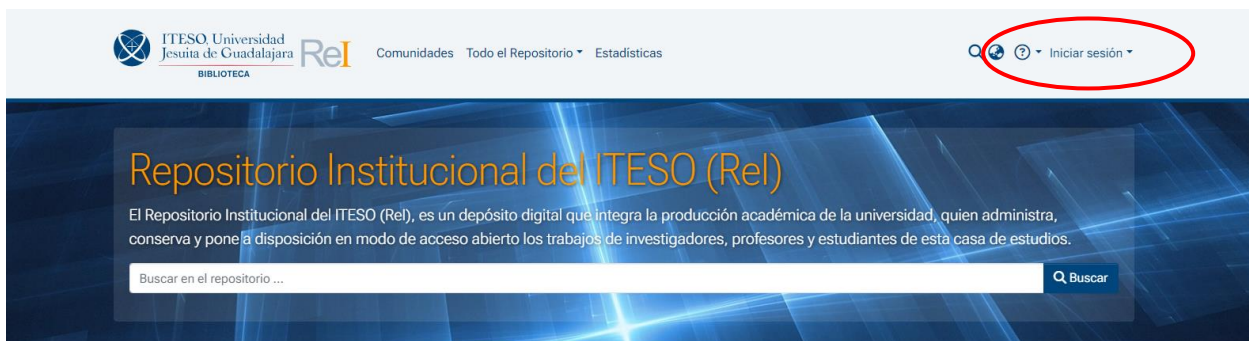 ITESO, Universidad
Jesuita de Guadalajara
BIBLIOTECA
ReI
Comunidades Todo el Repositorio Estadísticas
Iniciar sesión
Repositorio Institucional del ITESO (ReI)
El Repositorio Institucional del ITESO (ReI), es un depósito digital que integra la producción académica de la universidad, quien administra,
conserva y pone a disposición en modo de acceso abierto los trabajos de investigadores, profesores y estudiantes de esta casa de estudios.
Buscar en el repositorio ...
Buscar